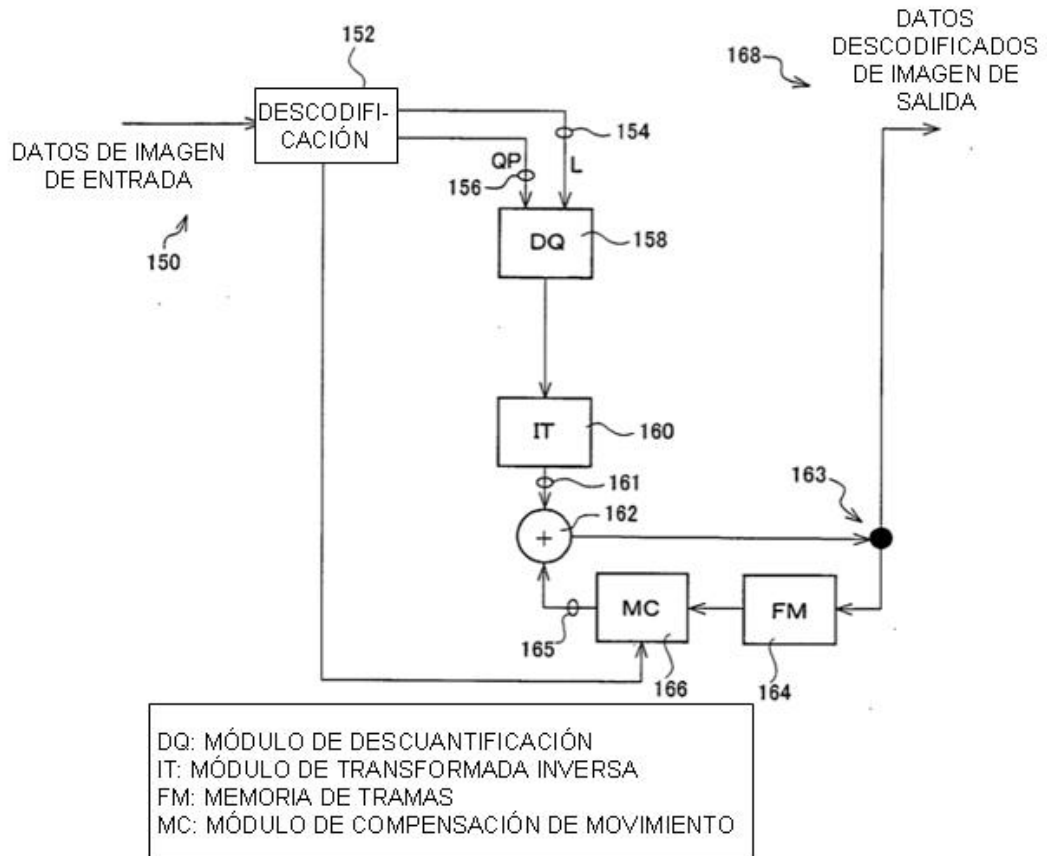 DATOS
DESCODIFICADOS
DE IMAGEN DE
SALIDA
168
152
DESCODIFI-
CACIÓN
DATOS DE IMAGEN
DE ENTRADA
150
154
QP
156
L
DQ
158
IT
160
161
162
+
163
MC
FM
165
166
164
DQ: MÓDULO DE DESCUANTIFICACIÓN
IT: MÓDULO DE TRANSFORMADA INVERSA
FM: MEMORIA DE TRAMAS
MC: MÓDULO DE COMPENSACIÓN DE MOVIMIENTO